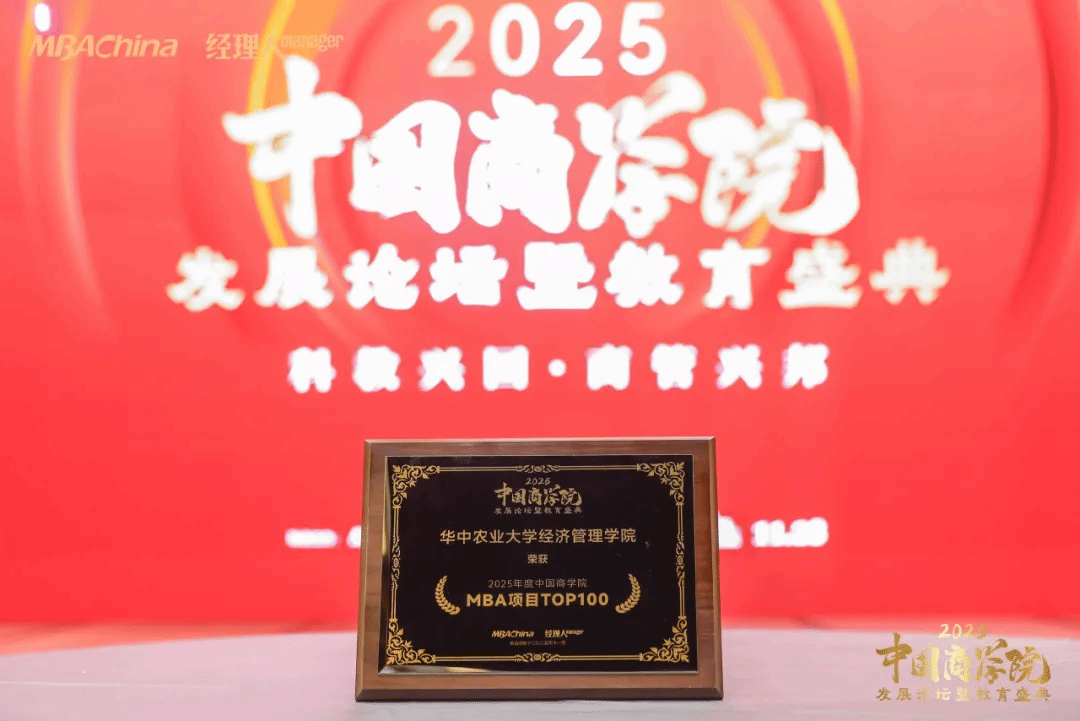 MBAChina 经理人manager
2025
中国商学院
发展论坛暨教育盛典
科教兴国·商管兴邦
2025
中国商学院
发展论坛暨教育盛典
华中农业大学经济管理学院
荣获
2025年度中国商学院
MBA项目TOP100
MBAChina 经理人manager
2025
中国商学院
发展论坛暨教育盛典